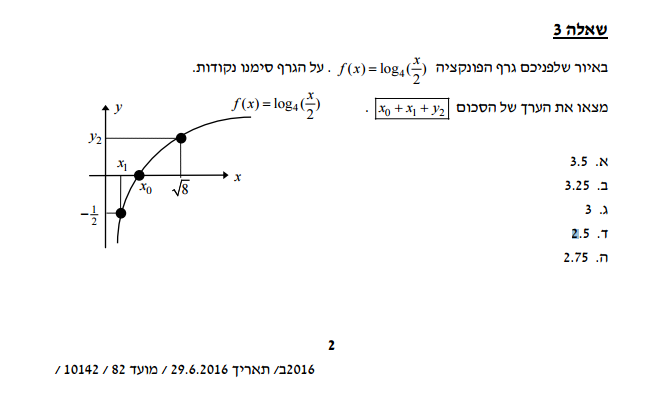 שאלה 3
באיור שלפניכם גרף הפונקציה f(x) = log₄(x/2) . על הגרף סימנו נקודות.
מצאו את הערך של הסכום x₀ + x₁ + y₂ .
א. 3.5
ב. 3.25
ג. 3
ד. 2.5
ה. 2.75
y
f(x) = log₄(x/2)
y₂
x₁
x
x₀
√8
-1/2
2
2016ב/ תאריך 29.6.2016 / מועד 82 / 10142 /